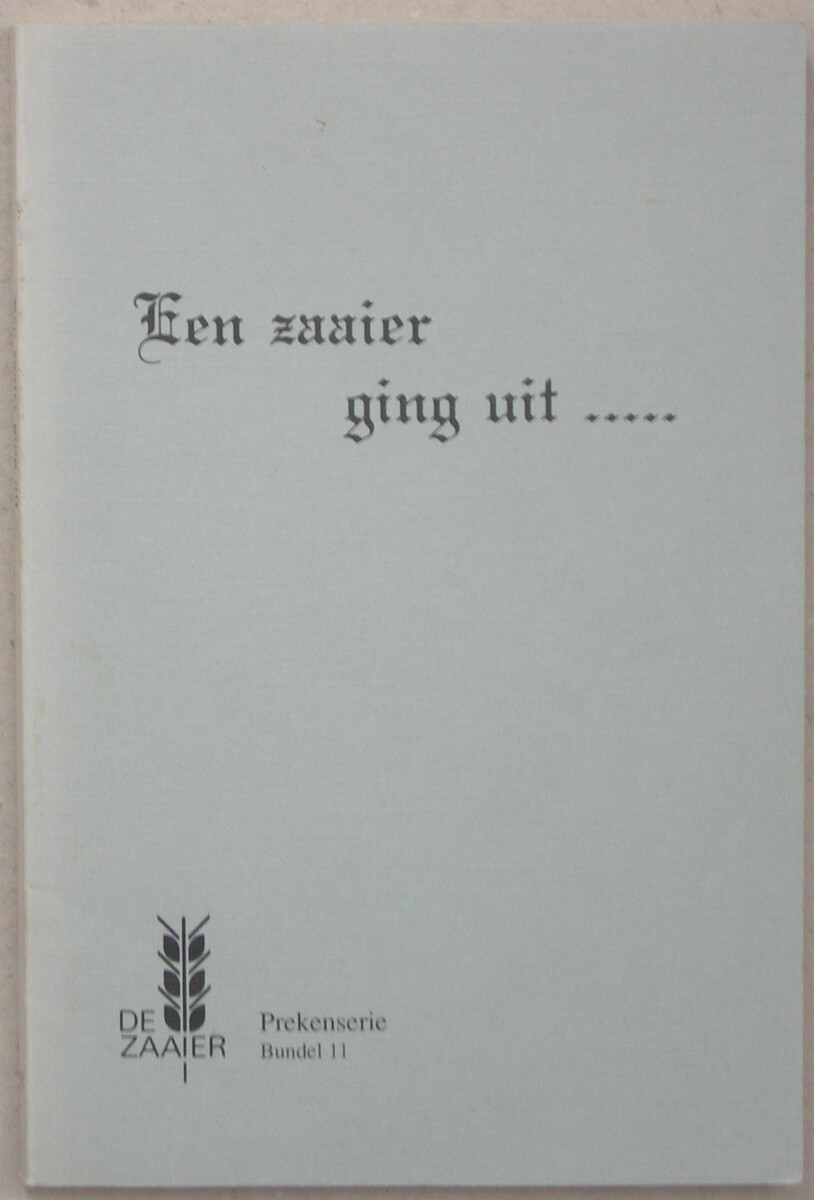 Een zaaier
ging uit .....
DE
ZAAIER
Prekenserie
Bundel 11